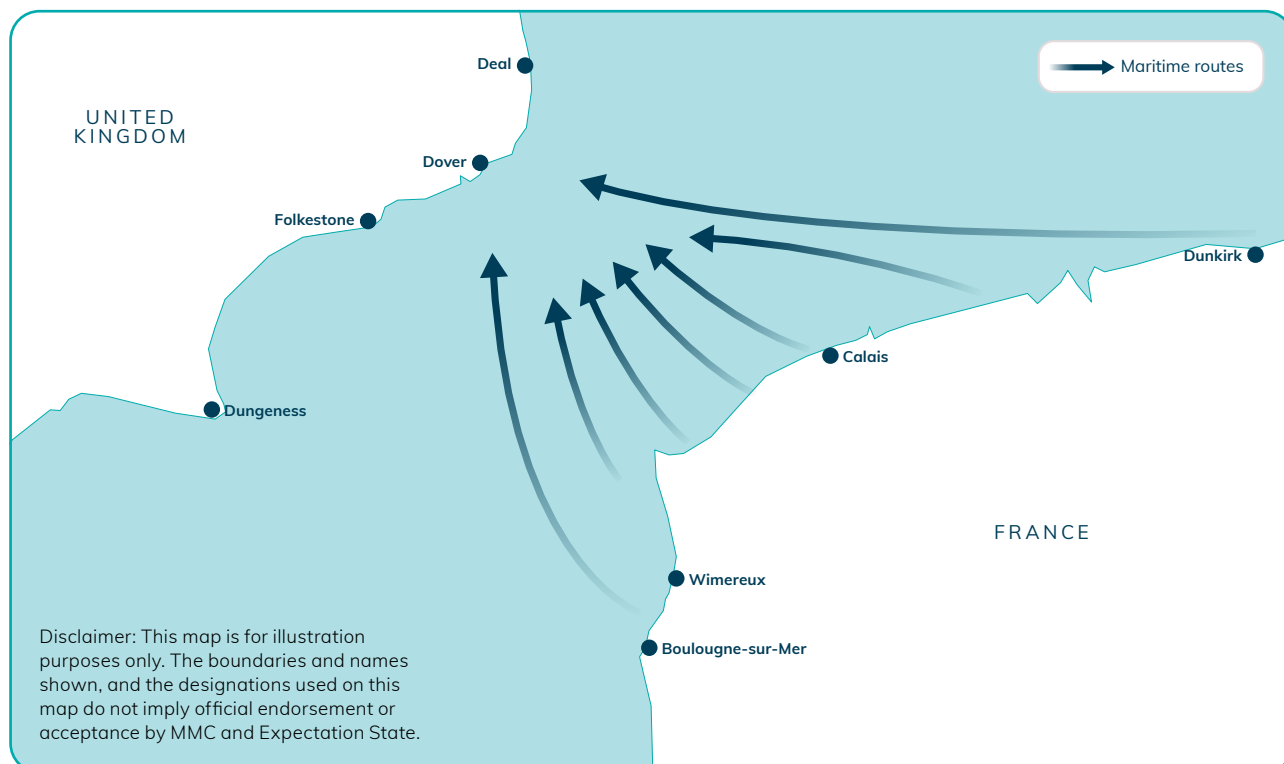 Deal
Maritime routes
UNITED
KINGDOM
Dover
Folkestone
Dunkirk
Calais
Dungeness
FRANCE
Wimereux
Boulougne-sur-Mer
Disclaimer: This map is for illustration
purposes only. The boundaries and names
shown, and the designations used on this
map do not imply official endorsement or
acceptance by MMC and Expectation State.